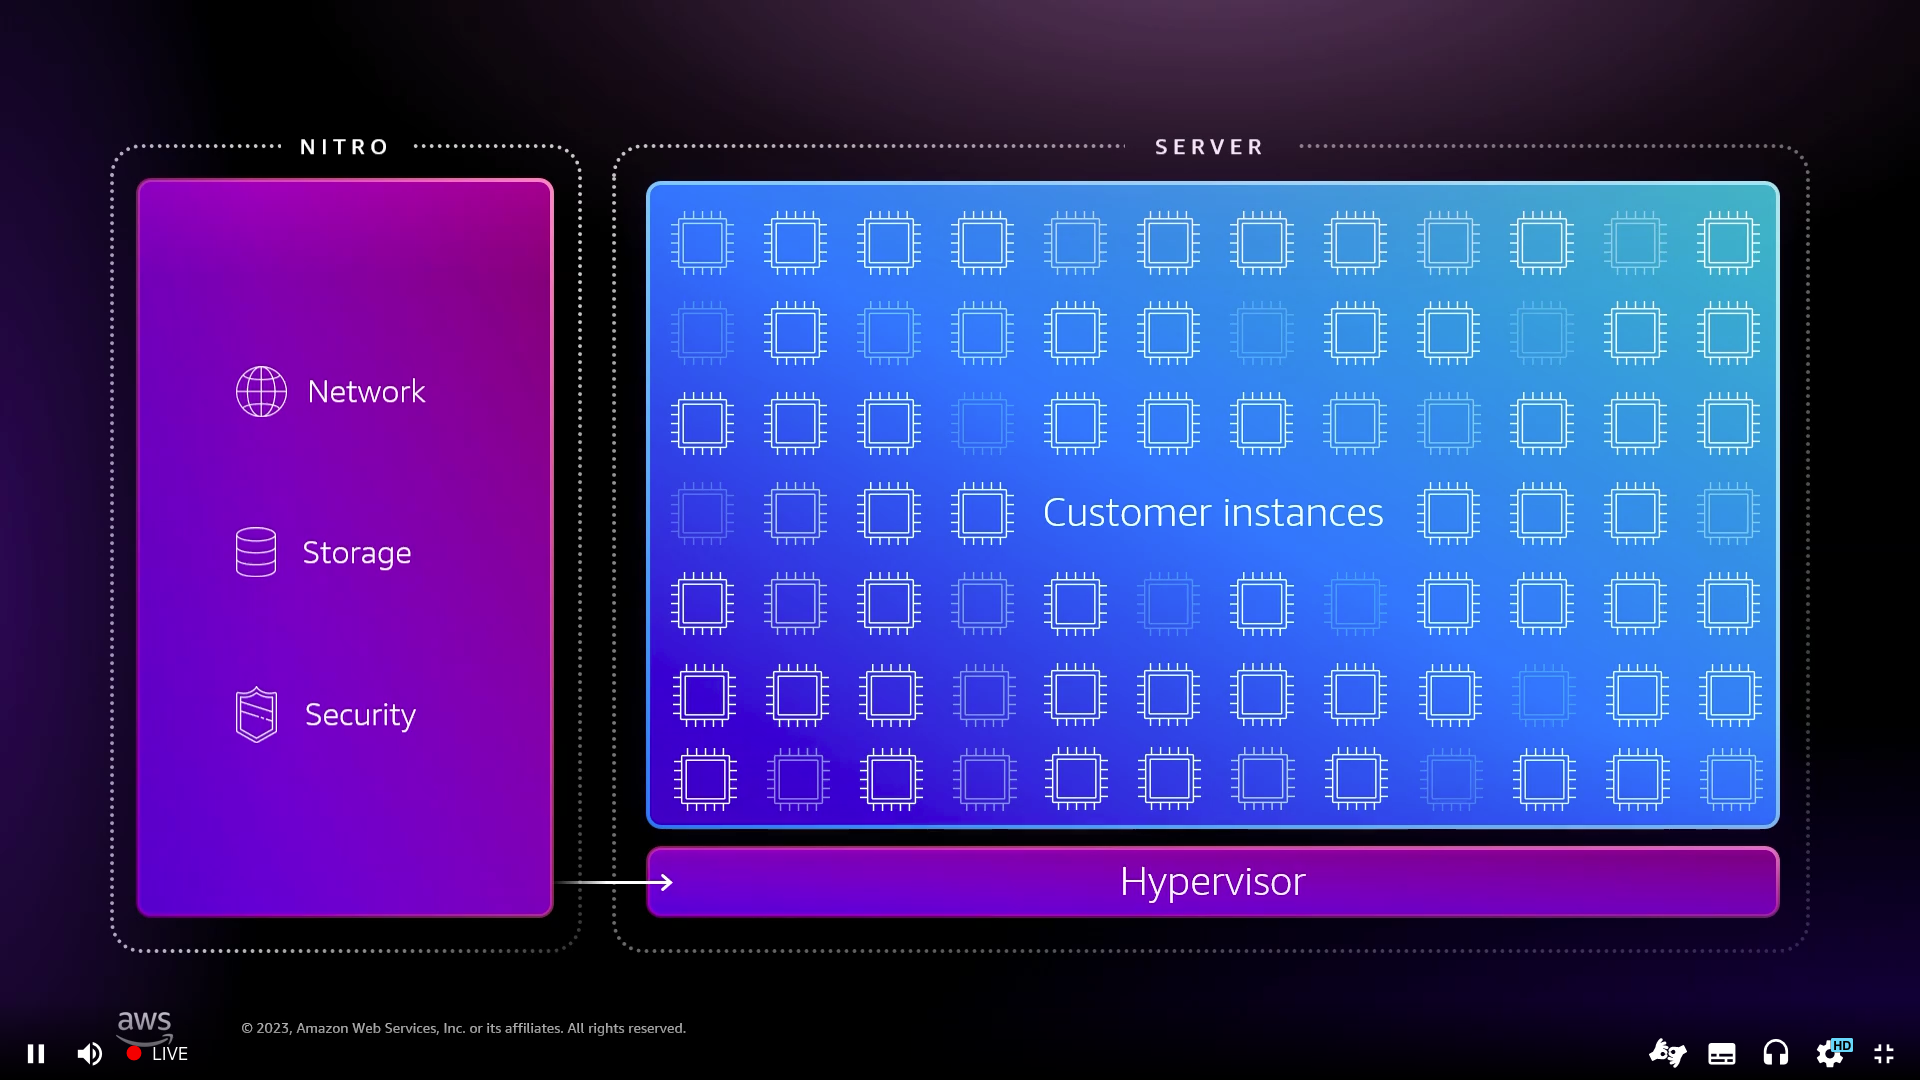 NITRO
SERVER
Network
Storage
Security
Customer instances
Hypervisor
aws
© 2023, Amazon Web Services, Inc. or its affiliates. All rights reserved.
LIVE
HD